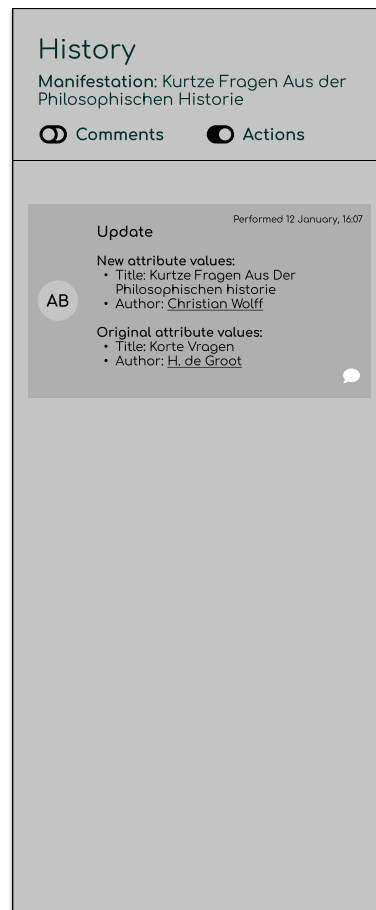 History
Manifestation: Kurtze Fragen Aus der
Philosophischen Historie
Comments
Actions
Performed 12 January, 16:07
Update
New attribute values:
• Title: Kurtze Fragen Aus Der
Philosophischen historie
• Author: Christian Wolff
AB
Original attribute values:
• Title: Korte Vragen
• Author: H. de Groot